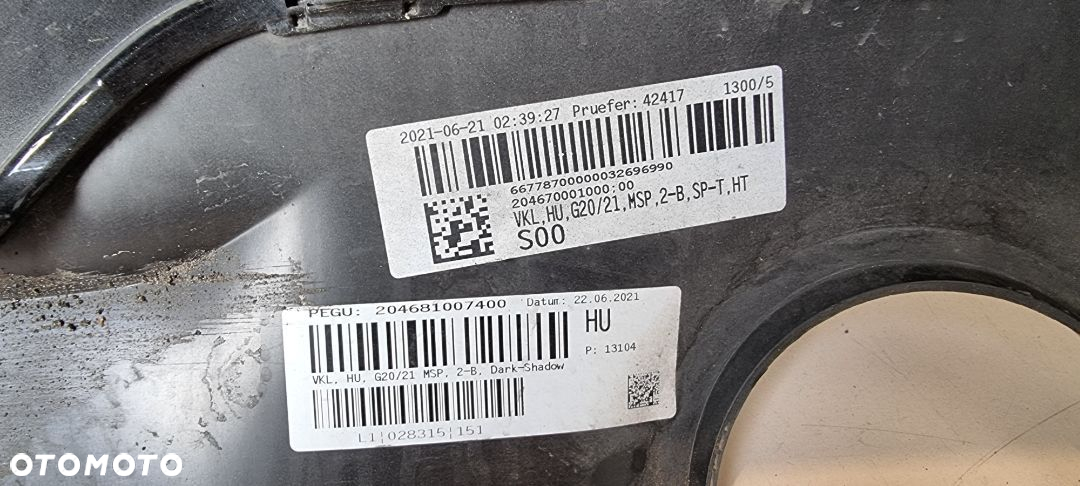 2021-06-21 02:39:27 Pruefer: 42417 1300/5
66778700000032696990
204670001000:00
VKL,HU,G20/21,MSP,2-B,SP-T,HT
S00
PEGU: 204681007400 Datum: 22.06.2021
HU
P: 13104
VKL, HU, G20/21 MSP, 2-B, Dark-Shadow
L1¦028315¦151
OTOMOTO